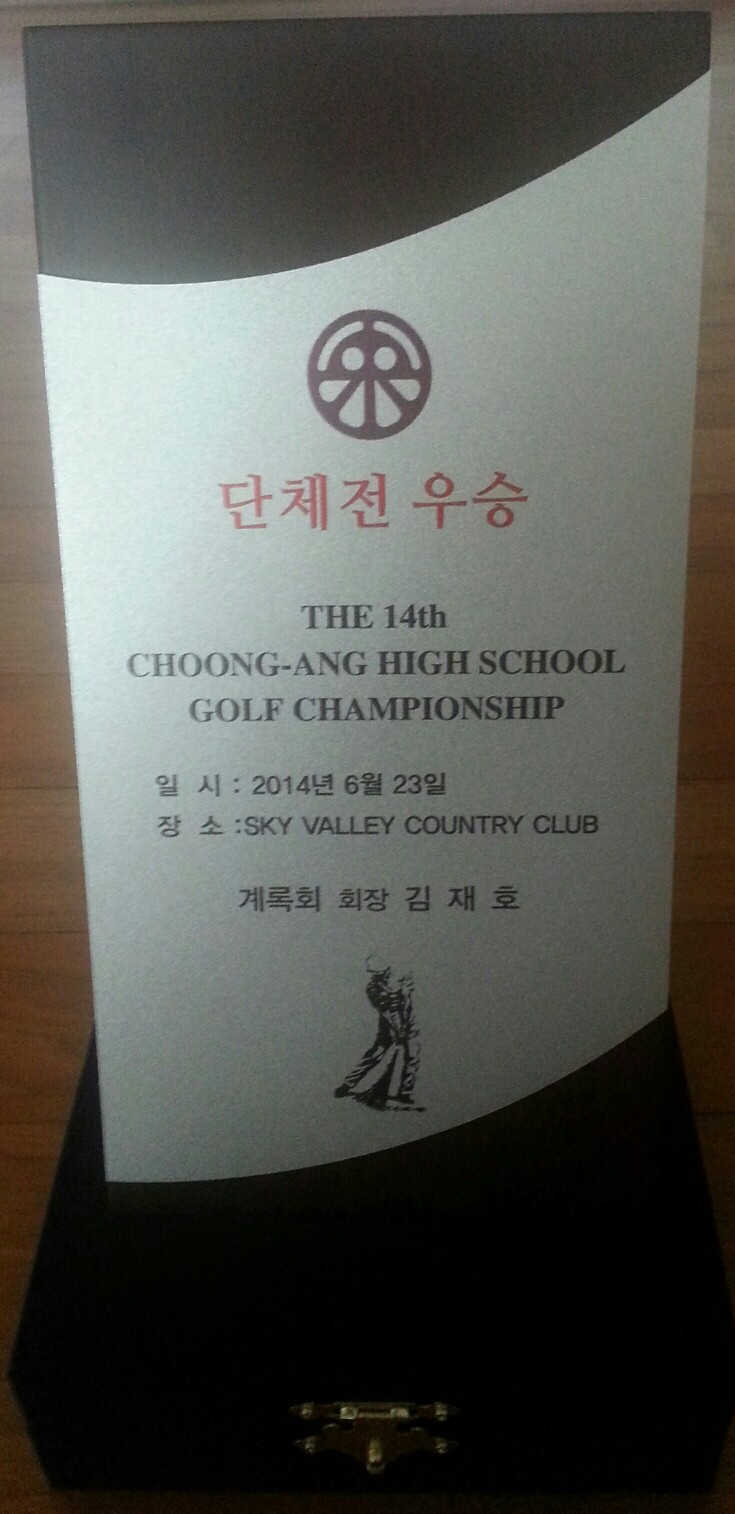 단체전 우승
THE 14th
CHOONG-ANG HIGH SCHOOL
GOLF CHAMPIONSHIP
일 시 : 2014년 6월 23일
장 소 :SKY VALLEY COUNTRY CLUB
계록회 회장 김 재 호